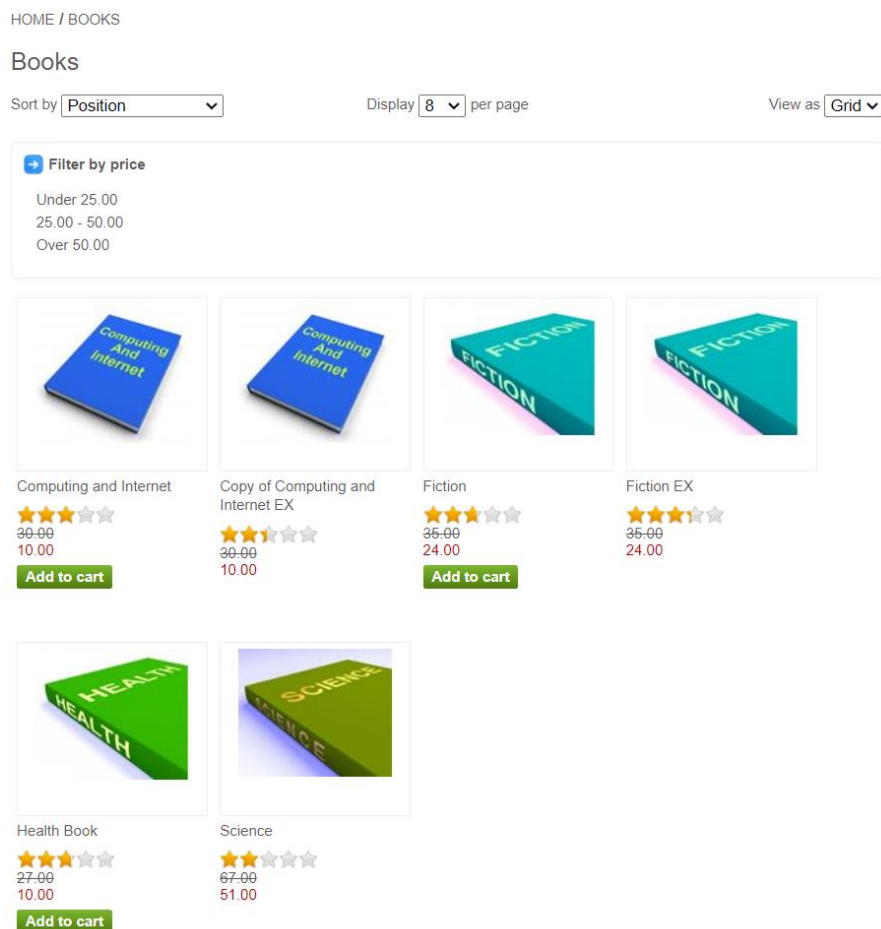 HOME / BOOKS
Books
Sort by Position
Display 8 per page
View as Grid
Filter by price
Under 25.00
25.00 - 50.00
Over 50.00
Computing
And
Internet
Computing
And
Internet
FICTION
FICTION
FICTION
FICTION
Computing and Internet
30.00
10.00
Add to cart
Copy of Computing and
Internet EX
30.00
10.00
Fiction
35.00
24.00
Add to cart
Fiction EX
35.00
24.00
HEALTH
HEALTH
SCIENCE
SCIENCE
Health Book
27.00
10.00
Add to cart
Science
67.00
51.00